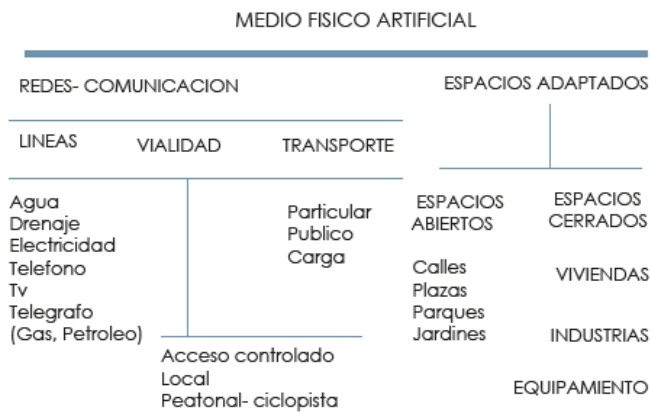 MEDIO FISICO ARTIFICIAL
REDES- COMUNICACION
ESPACIOS ADAPTADOS
LINEAS
VIALIDAD
TRANSPORTE
Agua
Drenaje
Electricidad
Telefono
Tv
Telegrafo
(Gas, Petroleo)
Acceso controlado
Local
Peatonal- ciclopista
Particular
Publico
Carga
ESPACIOS
ABIERTOS
Calles
Plazas
Parques
Jardines
ESPACIOS
CERRADOS
VIVIENDAS
INDUSTRIAS
EQUIPAMIENTO